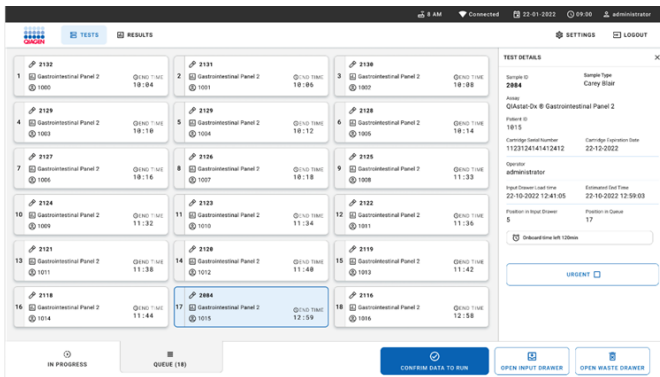 8 AM Connected 22-01-2022 09:00 administrator
QIAGEN TESTS RESULTS SETTINGS LOGOUT
TEST DETAILS
Sample ID Sample Type
2084 Carey Blair
Assay
QIAstat-Dx ® Gastrointestinal Panel 2
Patient ID
1015
Cartridge Serial Number Cartridge Expiration Date
1123124141412412 22-12-2022
Operator
administrator
Input Drawer Load time Estimated End Time
22-10-2022 12:41:05 22-10-2022 12:59:03
Position in Input Drawer Position in Queue
5 17
Onboard time left 120min
URGENT
2132 2131 2130
1 Gastrointestinal Panel 2 END TIME 2 Gastrointestinal Panel 2 END TIME 3 Gastrointestinal Panel 2 END TIME
1000 10:04 1001 10:06 1002 10:08
2129 2129 2128
4 Gastrointestinal Panel 2 END TIME 5 Gastrointestinal Panel 2 END TIME 6 Gastrointestinal Panel 2 END TIME
1003 10:10 1004 10:12 1005 10:14
2127 2126 2125
7 Gastrointestinal Panel 2 END TIME 8 Gastrointestinal Panel 2 END TIME 9 Gastrointestinal Panel 2 END TIME
1006 10:16 1007 10:18 1008 11:33
2124 2123 2122
10 Gastrointestinal Panel 2 END TIME 11 Gastrointestinal Panel 2 END TIME 12 Gastrointestinal Panel 2 END TIME
1009 11:32 1010 11:34 1011 11:36
2121 2120 2119
13 Gastrointestinal Panel 2 END TIME 14 Gastrointestinal Panel 2 END TIME 15 Gastrointestinal Panel 2 END TIME
1011 11:38 1012 11:40 1013 11:42
2118 2084 2116
16 Gastrointestinal Panel 2 END TIME 17 Gastrointestinal Panel 2 END TIME 18 Gastrointestinal Panel 2 END TIME
1014 11:44 1015 12:59 1016 12:58
IN PROGRESS QUEUE (18) CONFRIM DATA TO RUN OPEN INPUT DRAWER OPEN WASTE DRAWER